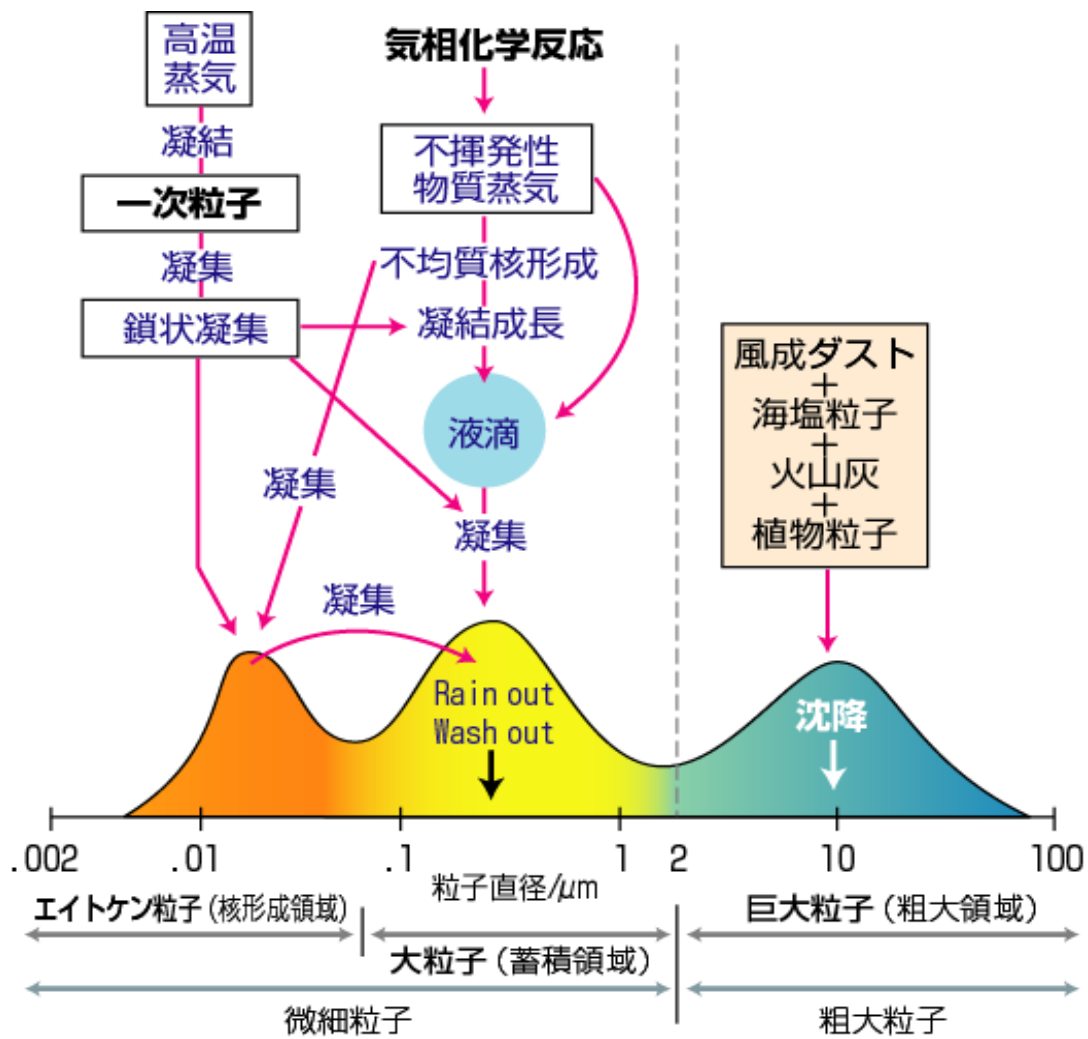 高温
蒸気
凝結
一次粒子
凝集
鎖状凝集
気相化学反応
不揮発性
物質蒸気
不均質核形成
凝結成長
液滴
凝集
凝集
凝集
風成ダスト
+
海塩粒子
+
火山灰
+
植物粒子
Rain out
Wash out
沈降
.002 .01 .1 1 2 10 100
粒子直径/μm
エイトケン粒子(核形成領域)
巨大粒子(粗大領域)
大粒子(蓄積領域)
微細粒子
粗大粒子